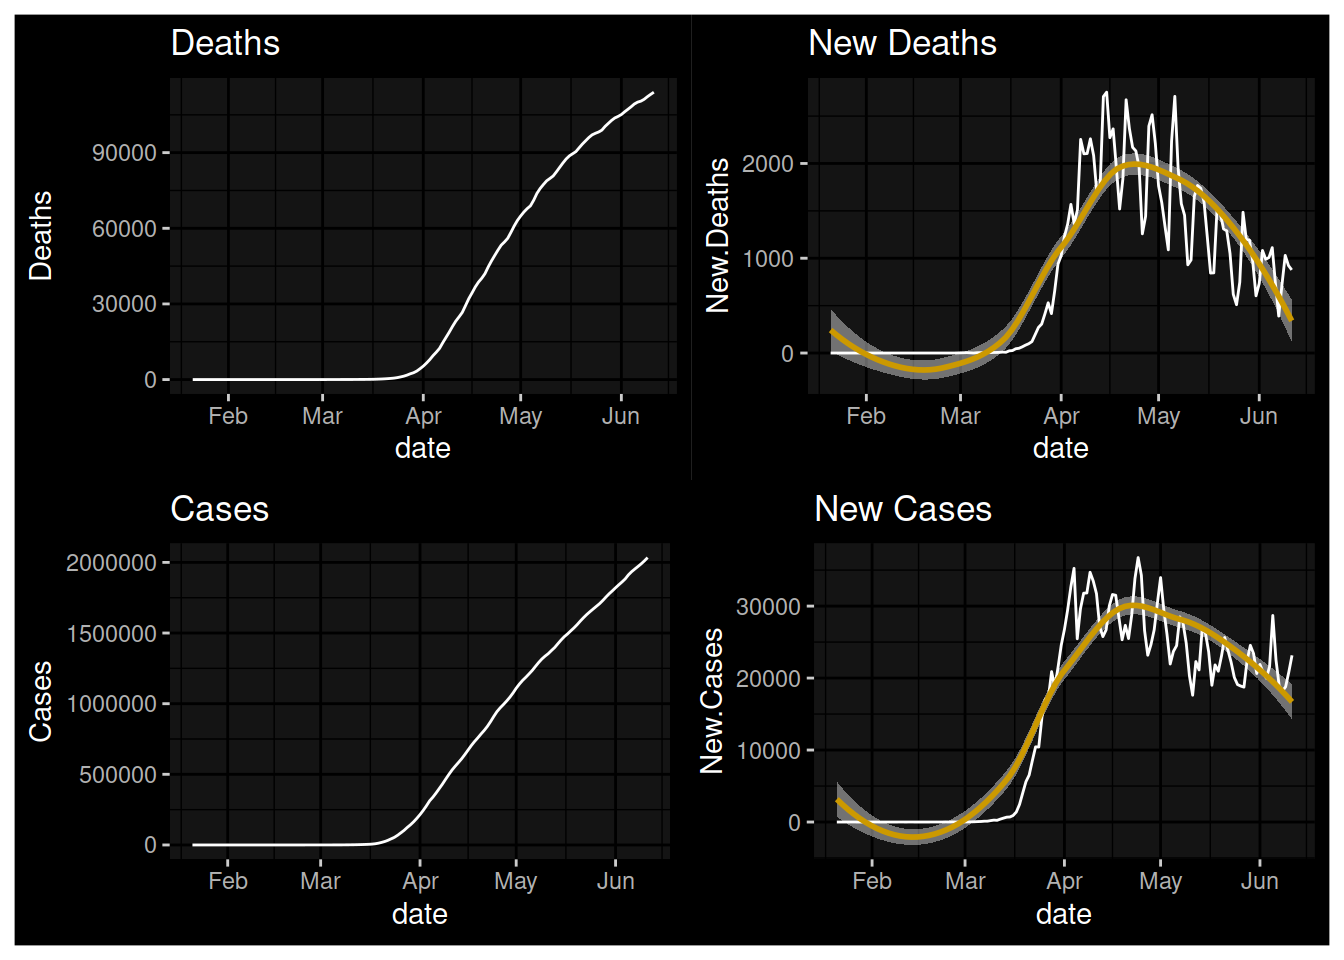 Deaths
Deaths
90000
60000
30000
0
Feb Mar Apr May Jun
date
New Deaths
New.Deaths
2000
1000
0
Feb Mar Apr May Jun
date
Cases
Cases
2000000
1500000
1000000
500000
0
Feb Mar Apr May Jun
date
New Cases
New.Cases
30000
20000
10000
0
Feb Mar Apr May Jun
date